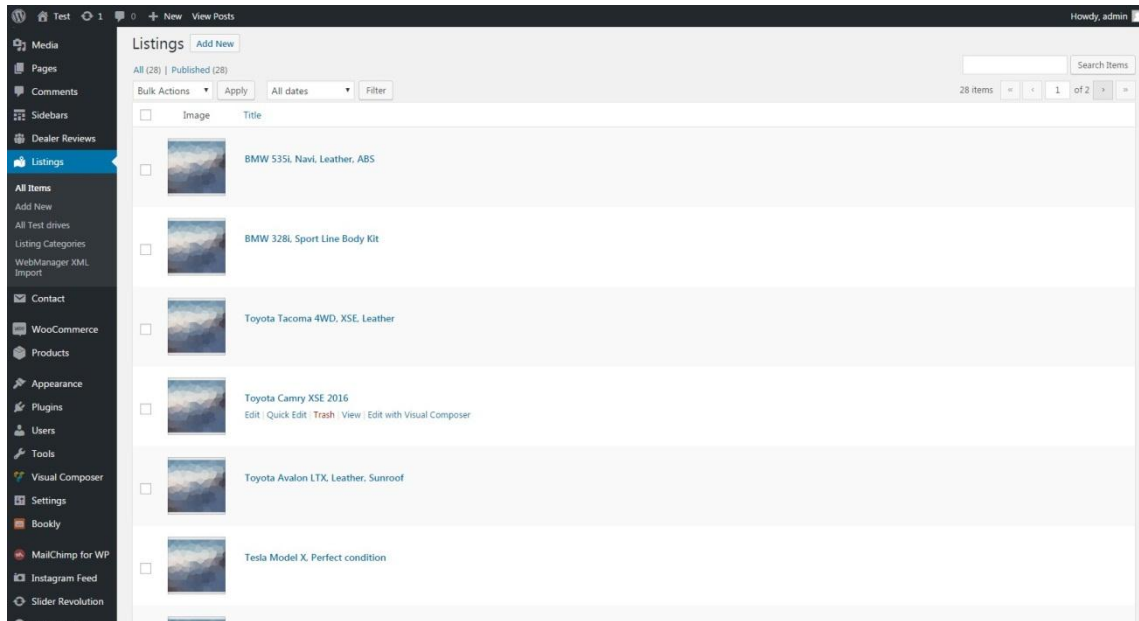 Test 1 0 + New View Posts Howdy, admin
Media
Pages
Comments
Sidebars
Dealer Reviews
Listings
All Items
Add New
All Test drives
Listing Categories
WebManager XML
Import
Contact
WooCommerce
Products
Appearance
Plugins
Users
Tools
Visual Composer
Settings
Bookly
MailChimp for WP
Instagram Feed
Slider Revolution
Listings Add New
All (28) | Published (28)
Search Items
Bulk Actions Apply All dates Filter
28 items « ‹ 1 of 2 › »
Image Title
BMW 535i, Navi, Leather, ABS
BMW 328i, Sport Line Body Kit
Toyota Tacoma 4WD, XSE, Leather
Toyota Camry XSE 2016
Edit | Quick Edit | Trash | View | Edit with Visual Composer
Toyota Avalon LTX, Leather, Sunroof
Tesla Model X, Perfect condition